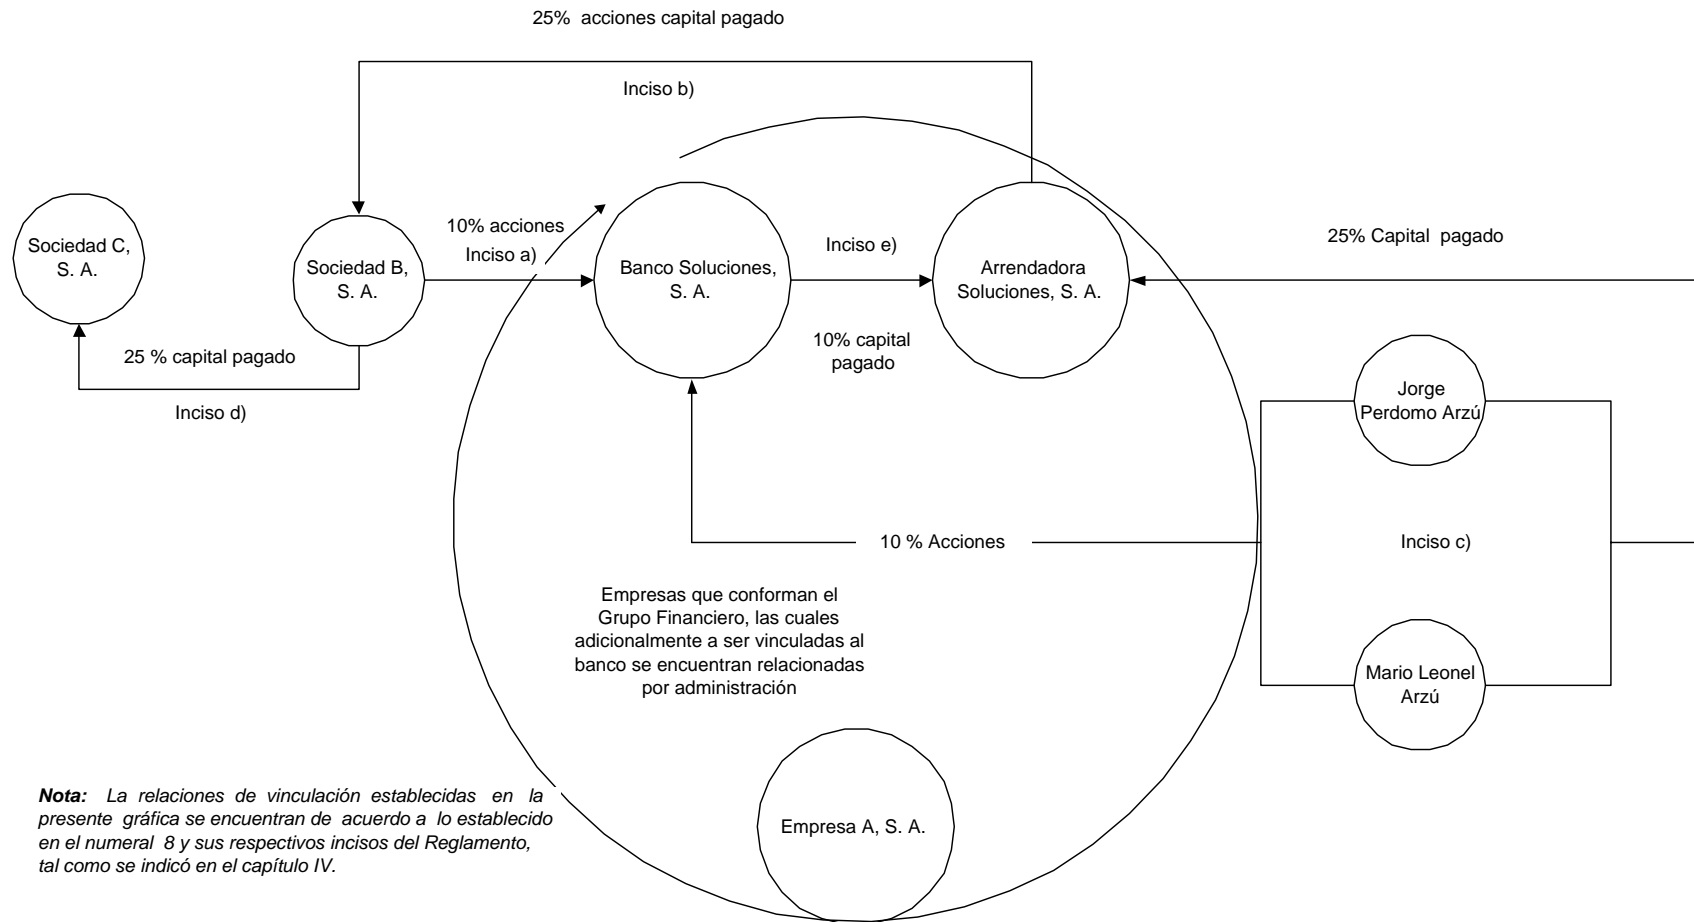 25% acciones capital pagado
Inciso b)
Sociedad C,
S. A.
Sociedad B,
S. A.
10% acciones
Inciso a)
Banco Soluciones,
S. A.
Inciso e)
10% capital
pagado
Arrendadora
Soluciones, S. A.
25% Capital pagado
25 % capital pagado
Inciso d)
Jorge
Perdomo Arzú
10 % Acciones
Inciso c)
Mario Leonel
Arzú
Empresas que conforman el
Grupo Financiero, las cuales
adicionalmente a ser vinculadas al
banco se encuentran relacionadas
por administración
Empresa A, S. A.
Nota: La relaciones de vinculación establecidas en la
presente gráfica se encuentran de acuerdo a lo establecido
en el numeral 8 y sus respectivos incisos del Reglamento,
tal como se indicó en el capítulo IV.